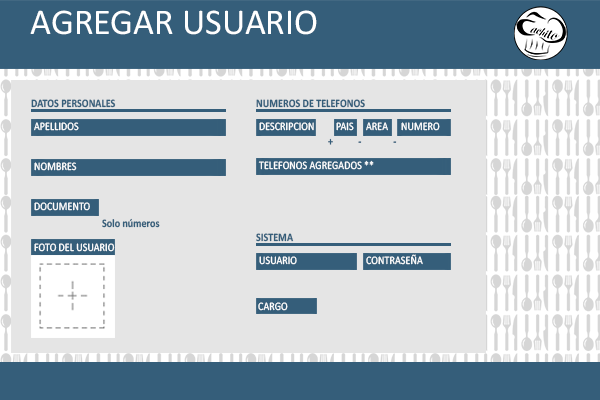 AGREGAR USUARIO
Cachito
DATOS PERSONALES
APELLIDOS
NOMBRES
DOCUMENTO
Solo números
FOTO DEL USUARIO
NUMEROS DE TELEFONOS
DESCRIPCION PAIS AREA NUMERO
+ - -
TELEFONOS AGREGADOS **
SISTEMA
USUARIO CONTRASEÑA
CARGO